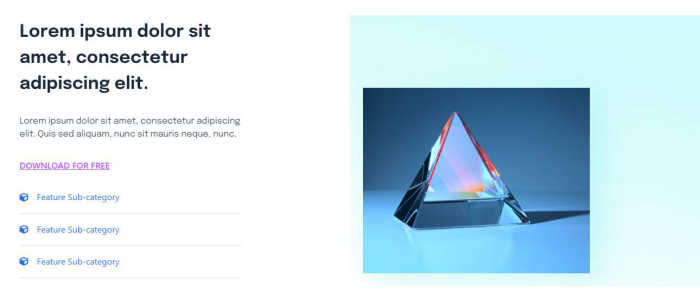 Lorem ipsum dolor sit
amet, consectetur
adipiscing elit.
Lorem ipsum dolor sit amet, consectetur adipiscing
elit. Quis sed aliquam, nunc sit mauris neque, nunc.
DOWNLOAD FOR FREE
Feature Sub-category
Feature Sub-category
Feature Sub-category